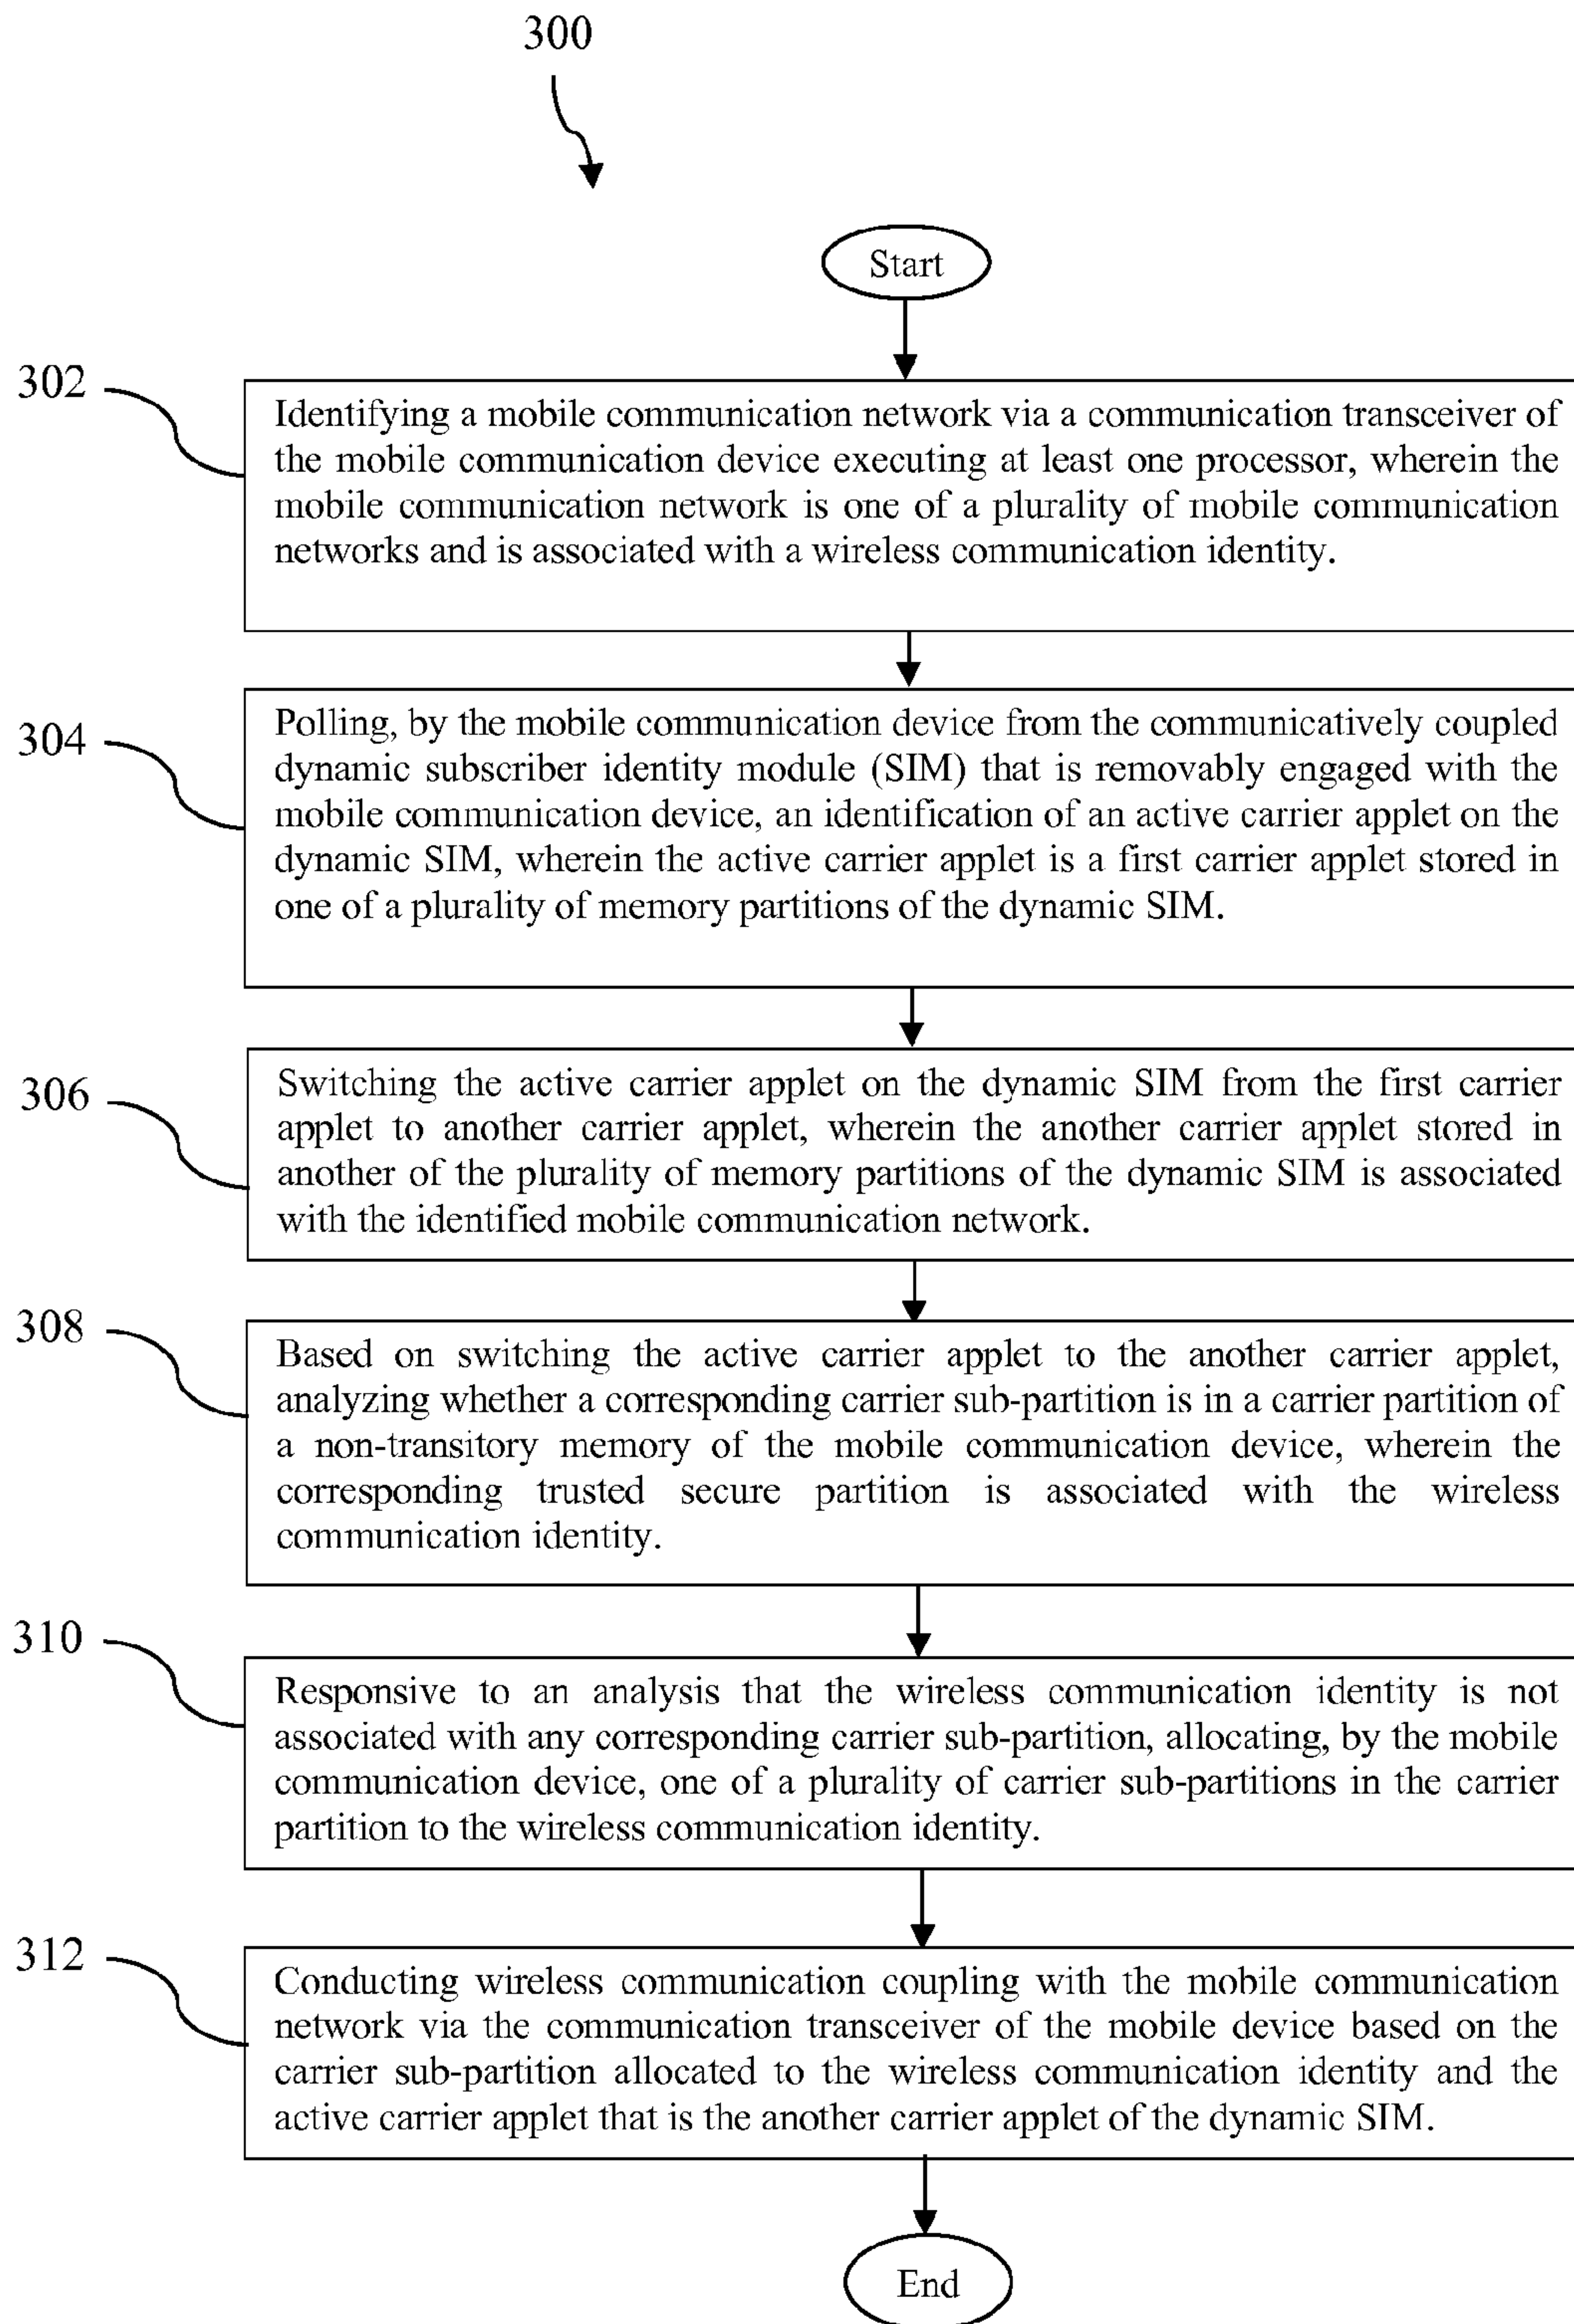 300
Start
302
Identifying a mobile communication network via a communication transceiver of
the mobile communication device executing at least one processor, wherein the
mobile communication network is one of a plurality of mobile communication
networks and is associated with a wireless communication identity.
304
Polling, by the mobile communication device from the communicatively coupled
dynamic subscriber identity module (SIM) that is removably engaged with the
mobile communication device, an identification of an active carrier applet on the
dynamic SIM, wherein the active carrier applet is a first carrier applet stored in
one of a plurality of memory partitions of the dynamic SIM.
306
Switching the active carrier applet on the dynamic SIM from the first carrier
applet to another carrier applet, wherein the another carrier applet stored in
another of the plurality of memory partitions of the dynamic SIM is associated
with the identified mobile communication network.
308
Based on switching the active carrier applet to the another carrier applet,
analyzing whether a corresponding carrier sub-partition is in a carrier partition of
a non-transitory memory of the mobile communication device, wherein the
corresponding trusted secure partition is associated with the wireless
communication identity.
310
Responsive to an analysis that the wireless communication identity is not
associated with any corresponding carrier sub-partition, allocating, by the mobile
communication device, one of a plurality of carrier sub-partitions in the carrier
partition to the wireless communication identity.
312
Conducting wireless communication coupling with the mobile communication
network via the communication transceiver of the mobile device based on the
carrier sub-partition allocated to the wireless communication identity and the
active carrier applet that is the another carrier applet of the dynamic SIM.
End